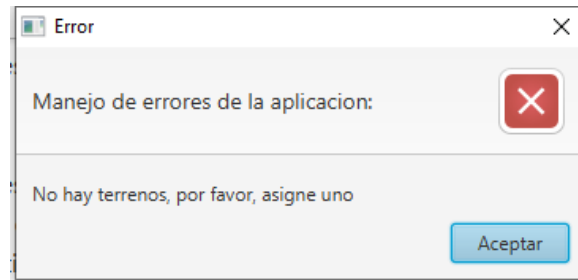 Error
Manejo de errores de la aplicacion:
No hay terrenos, por favor, asigne uno
Aceptar